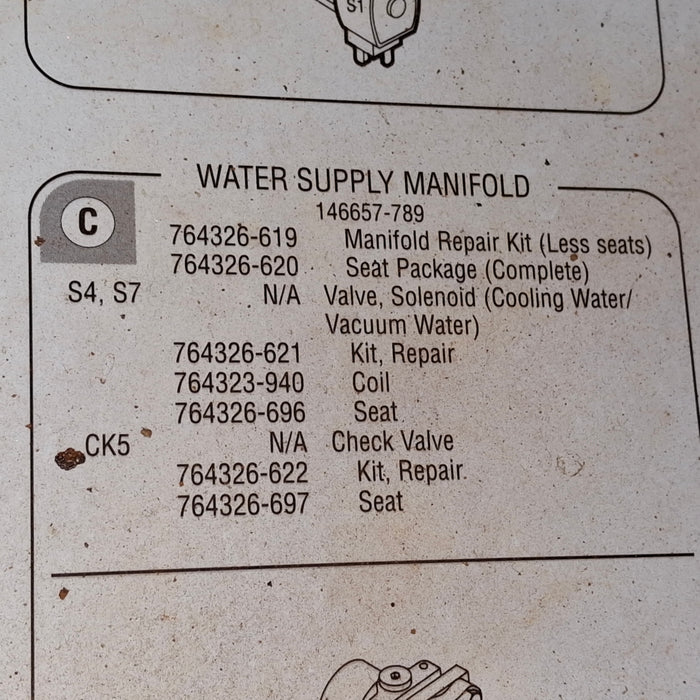 S1
WATER SUPPLY MANIFOLD
146657-789
C
764326-619 Manifold Repair Kit (Less seats)
764326-620 Seat Package (Complete)
S4, S7 N/A Valve, Solenoid (Cooling Water/
Vacuum Water)
764326-621 Kit, Repair
764323-940 Coil
764326-696 Seat
CK5 N/A Check Valve
764326-622 Kit, Repair
764326-697 Seat